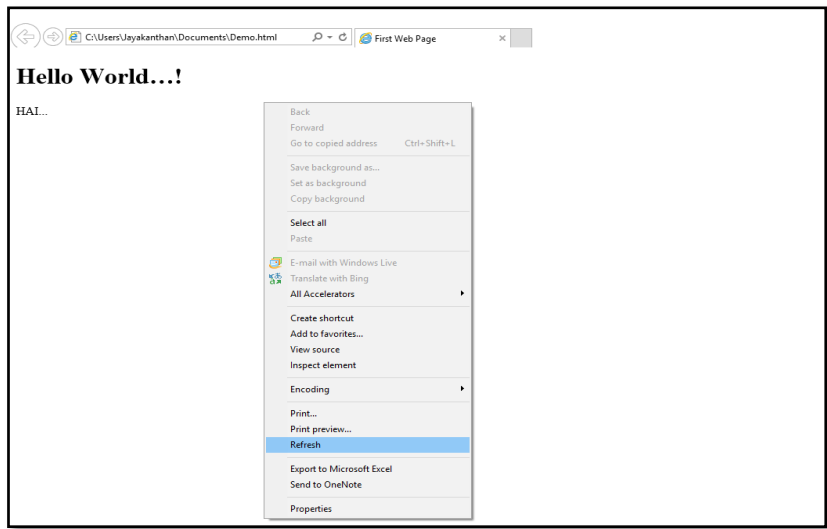 C:\Users\Jayakanthan\Documents\Demo.html First Web Page
Hello World...!
HAI...
Back
Forward
Go to copied address Ctrl+Shift+L
Save background as...
Set as background
Copy background
Select all
Paste
E-mail with Windows Live
Translate with Bing
All Accelerators
Create shortcut
Add to favorites...
View source
Inspect element
Encoding
Print...
Print preview...
Refresh
Export to Microsoft Excel
Send to OneNote
Properties